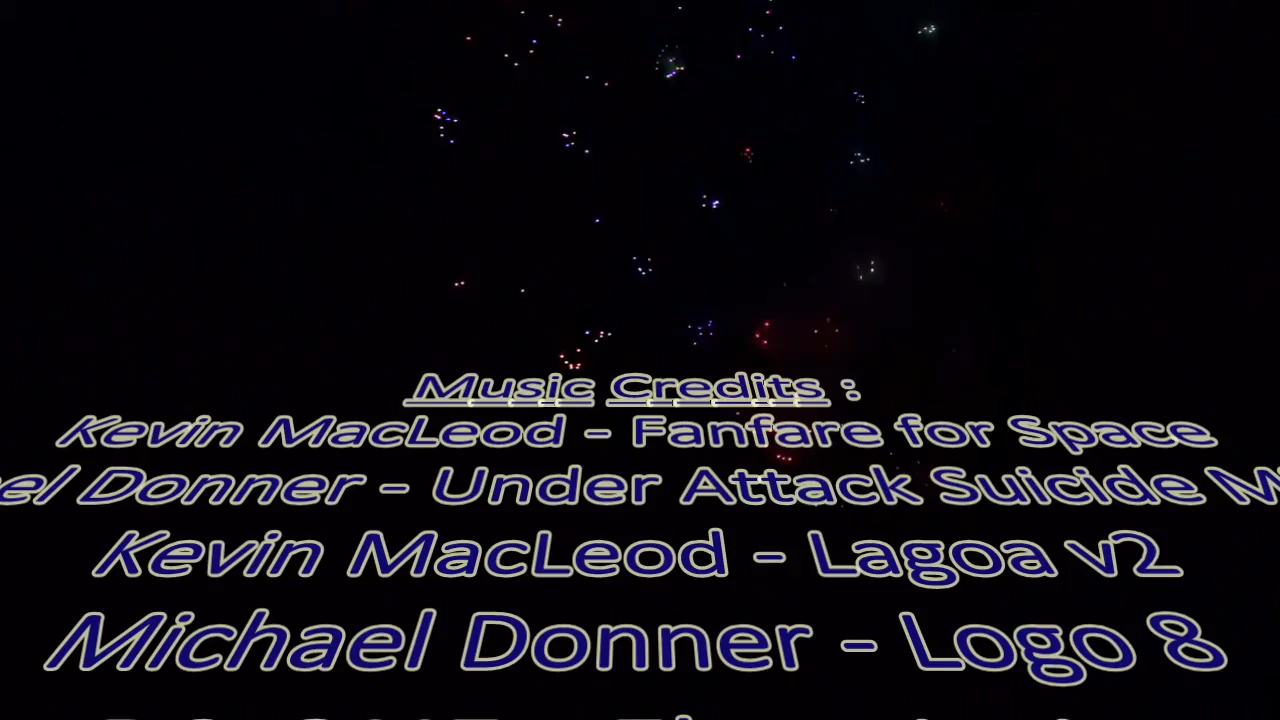 Music Credits :
Kevin MacLeod - Fanfare for Space
Donner - Under Attack Suicide
Kevin MacLeod - Lagoa v2
Michael Donner - Logo 8